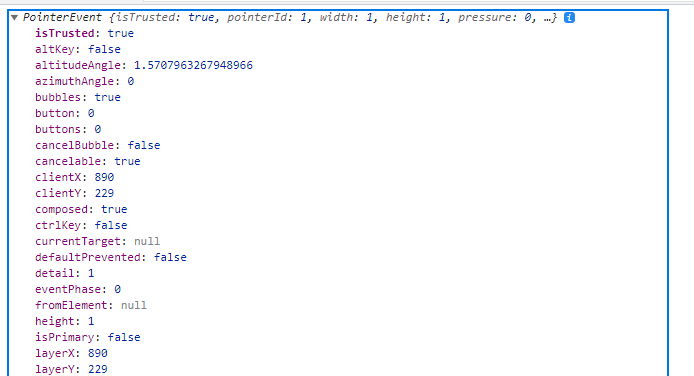 PointerEvent {isTrusted: true, pointerId: 1, width: 1, height: 1, pressure: 0, …}
isTrusted: true
altKey: false
altitudeAngle: 1.5707963267948966
azimuthAngle: 0
bubbles: true
button: 0
buttons: 0
cancelBubble: false
cancelable: true
clientX: 890
clientY: 229
composed: true
ctrlKey: false
currentTarget: null
defaultPrevented: false
detail: 1
eventPhase: 0
fromElement: null
height: 1
isPrimary: false
layerX: 890
layerY: 229